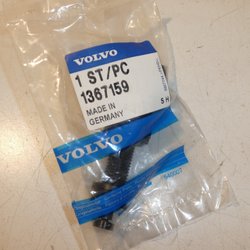 VOLVO
1 ST/PC
1367159
MADE IN
GERMANY
S H
VOLVO